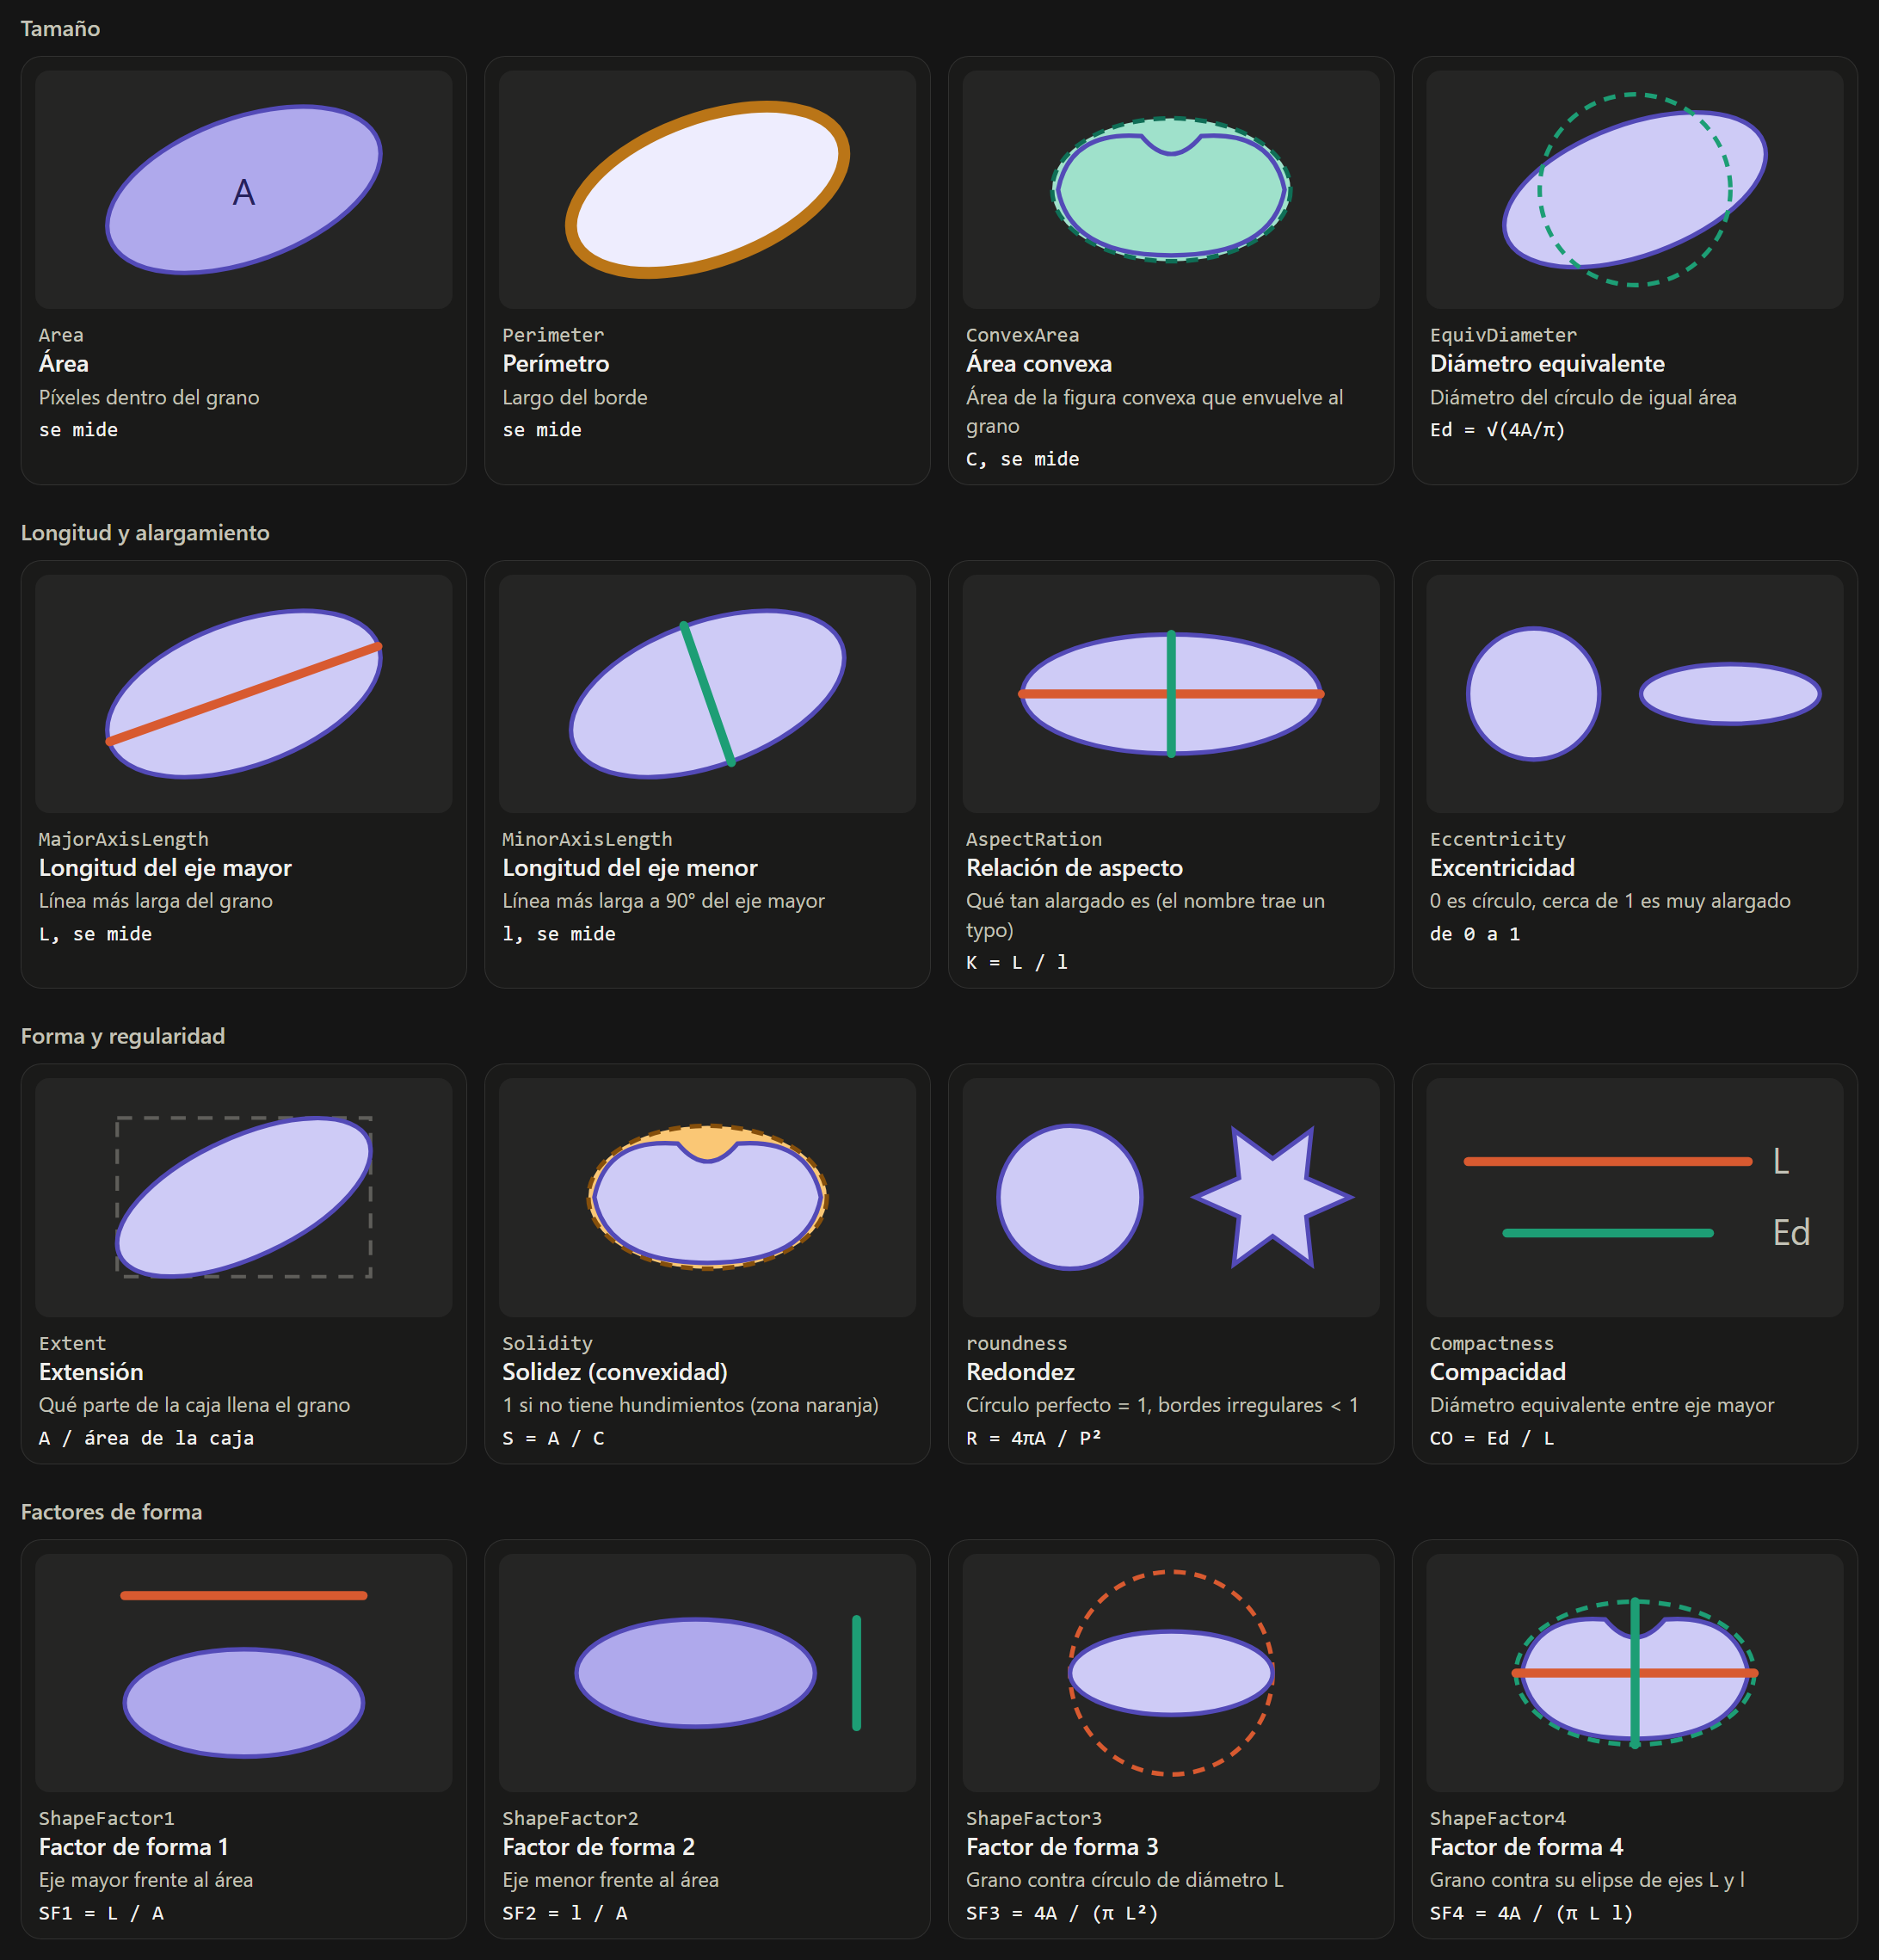 Tamaño
A
Area
Área
Píxeles dentro del grano
se mide
Perimeter
Perímetro
Largo del borde
se mide
ConvexArea
Área convexa
Área de la figura convexa que envuelve al
grano
C, se mide
EquivDiameter
Diámetro equivalente
Diámetro del círculo de igual área
Ed = √(4A/π)
Longitud y alargamiento
MajorAxisLength
Longitud del eje mayor
Línea más larga del grano
L, se mide
MinorAxisLength
Longitud del eje menor
Línea más larga a 90° del eje mayor
l, se mide
AspectRation
Relación de aspecto
Qué tan alargado es (el nombre trae un
typo)
K = L / l
Eccentricity
Excentricidad
0 es círculo, cerca de 1 es muy alargado
de 0 a 1
Forma y regularidad
Extent
Extensión
Qué parte de la caja llena el grano
A / área de la caja
Solidity
Solidez (convexidad)
1 si no tiene hundimientos (zona naranja)
S = A / C
roundness
Redondez
Círculo perfecto = 1, bordes irregulares < 1
R = 4πA / P²
L
Ed
Compactness
Compacidad
Diámetro equivalente entre eje mayor
CO = Ed / L
Factores de forma
ShapeFactor1
Factor de forma 1
Eje mayor frente al área
SF1 = L / A
ShapeFactor2
Factor de forma 2
Eje menor frente al área
SF2 = l / A
ShapeFactor3
Factor de forma 3
Grano contra círculo de diámetro L
SF3 = 4A / (π L²)
ShapeFactor4
Factor de forma 4
Grano contra su elipse de ejes L y l
SF4 = 4A / (π L l)